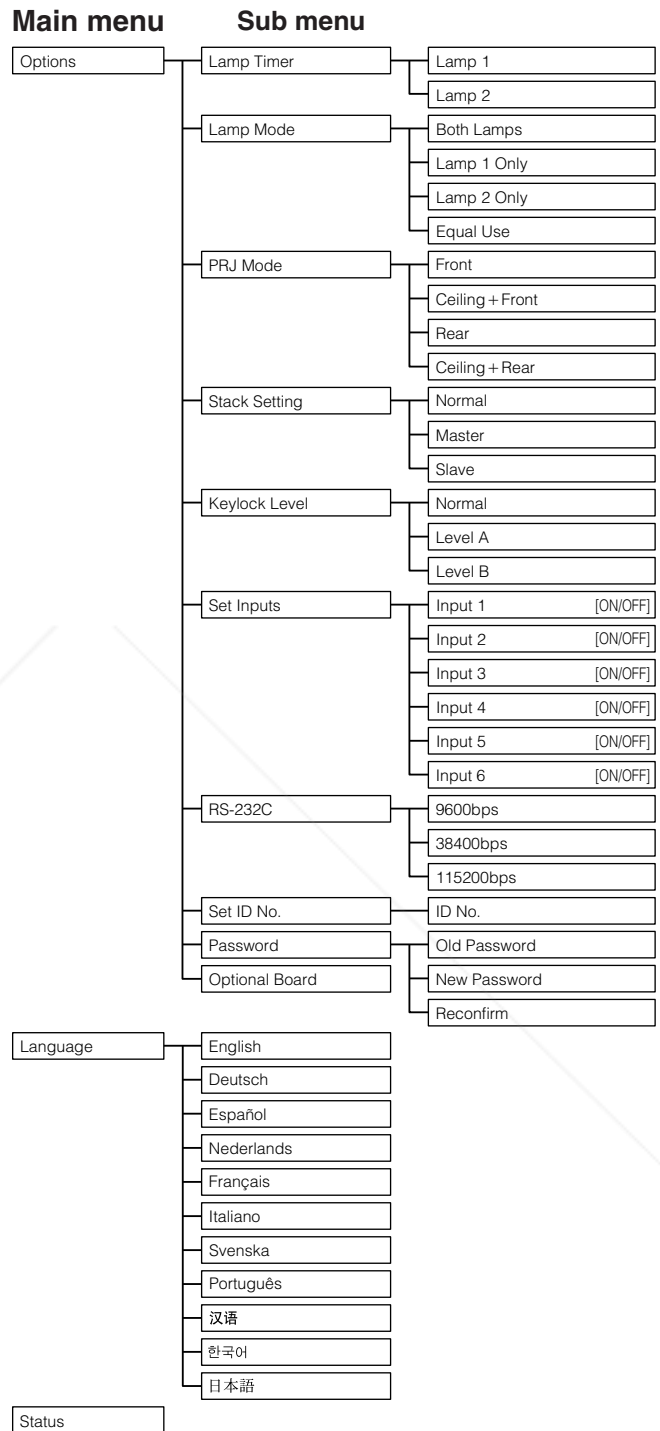 Main menu Sub menu
Options Lamp Timer Lamp 1
Lamp 2
Lamp Mode Both Lamps
Lamp 1 Only
Lamp 2 Only
Equal Use
PRJ Mode Front
Ceiling+Front
Rear
Ceiling+Rear
Stack Setting Normal
Master
Slave
Keylock Level Normal
Level A
Level B
Set Inputs Input 1 [ON/OFF]
Input 2 [ON/OFF]
Input 3 [ON/OFF]
Input 4 [ON/OFF]
Input 5 [ON/OFF]
Input 6 [ON/OFF]
RS-232C 9600bps
38400bps
115200bps
Set ID No. ID No.
Password Old Password
Optional Board New Password
Reconfirm
Language English
Deutsch
Español
Nederlands
Français
Italiano
Svenska
Português
汉语
한국어
日本語
Status